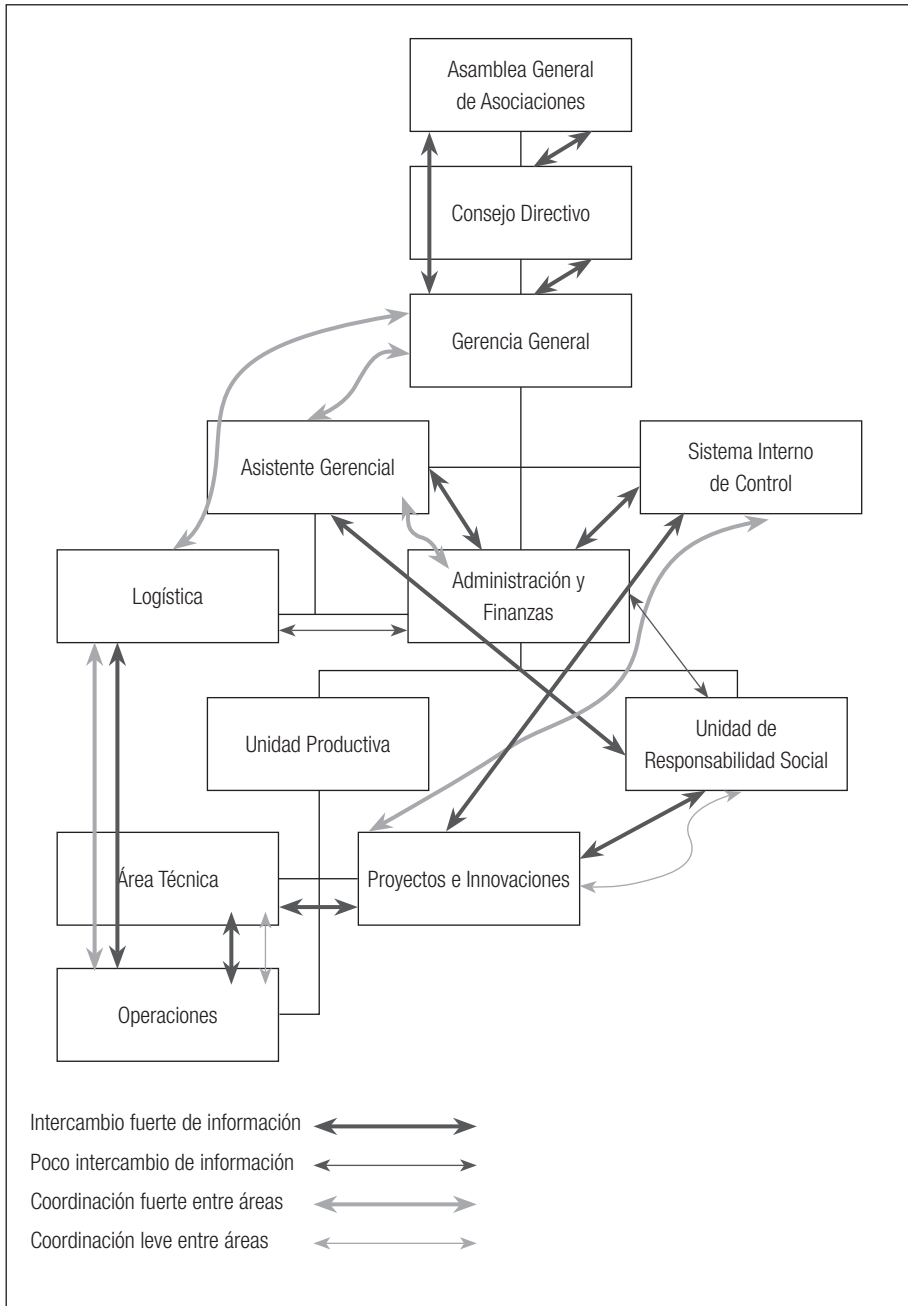 Asamblea General
de Asociaciones
Consejo Directivo
Gerencia General
Asistente Gerencial
Sistema Interno
de Control
Logística
Administración y
Finanzas
Unidad Productiva
Unidad de
Responsabilidad Social
Área Técnica
Proyectos e Innovaciones
Operaciones
Intercambio fuerte de información
Poco intercambio de información
Coordinación fuerte entre áreas
Coordinación leve entre áreas